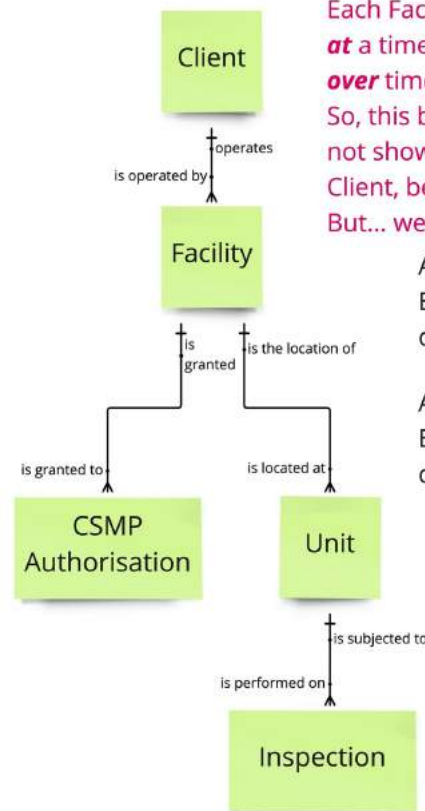 Client
Each Fac
at a time
over time
So, this b
not show
Client, be
But... we
operates
is operated by
Facility
is
granted
is the location of
is granted to
is located at
CSMP
Authorisation
Unit
is subjected to
is performed on
Inspection